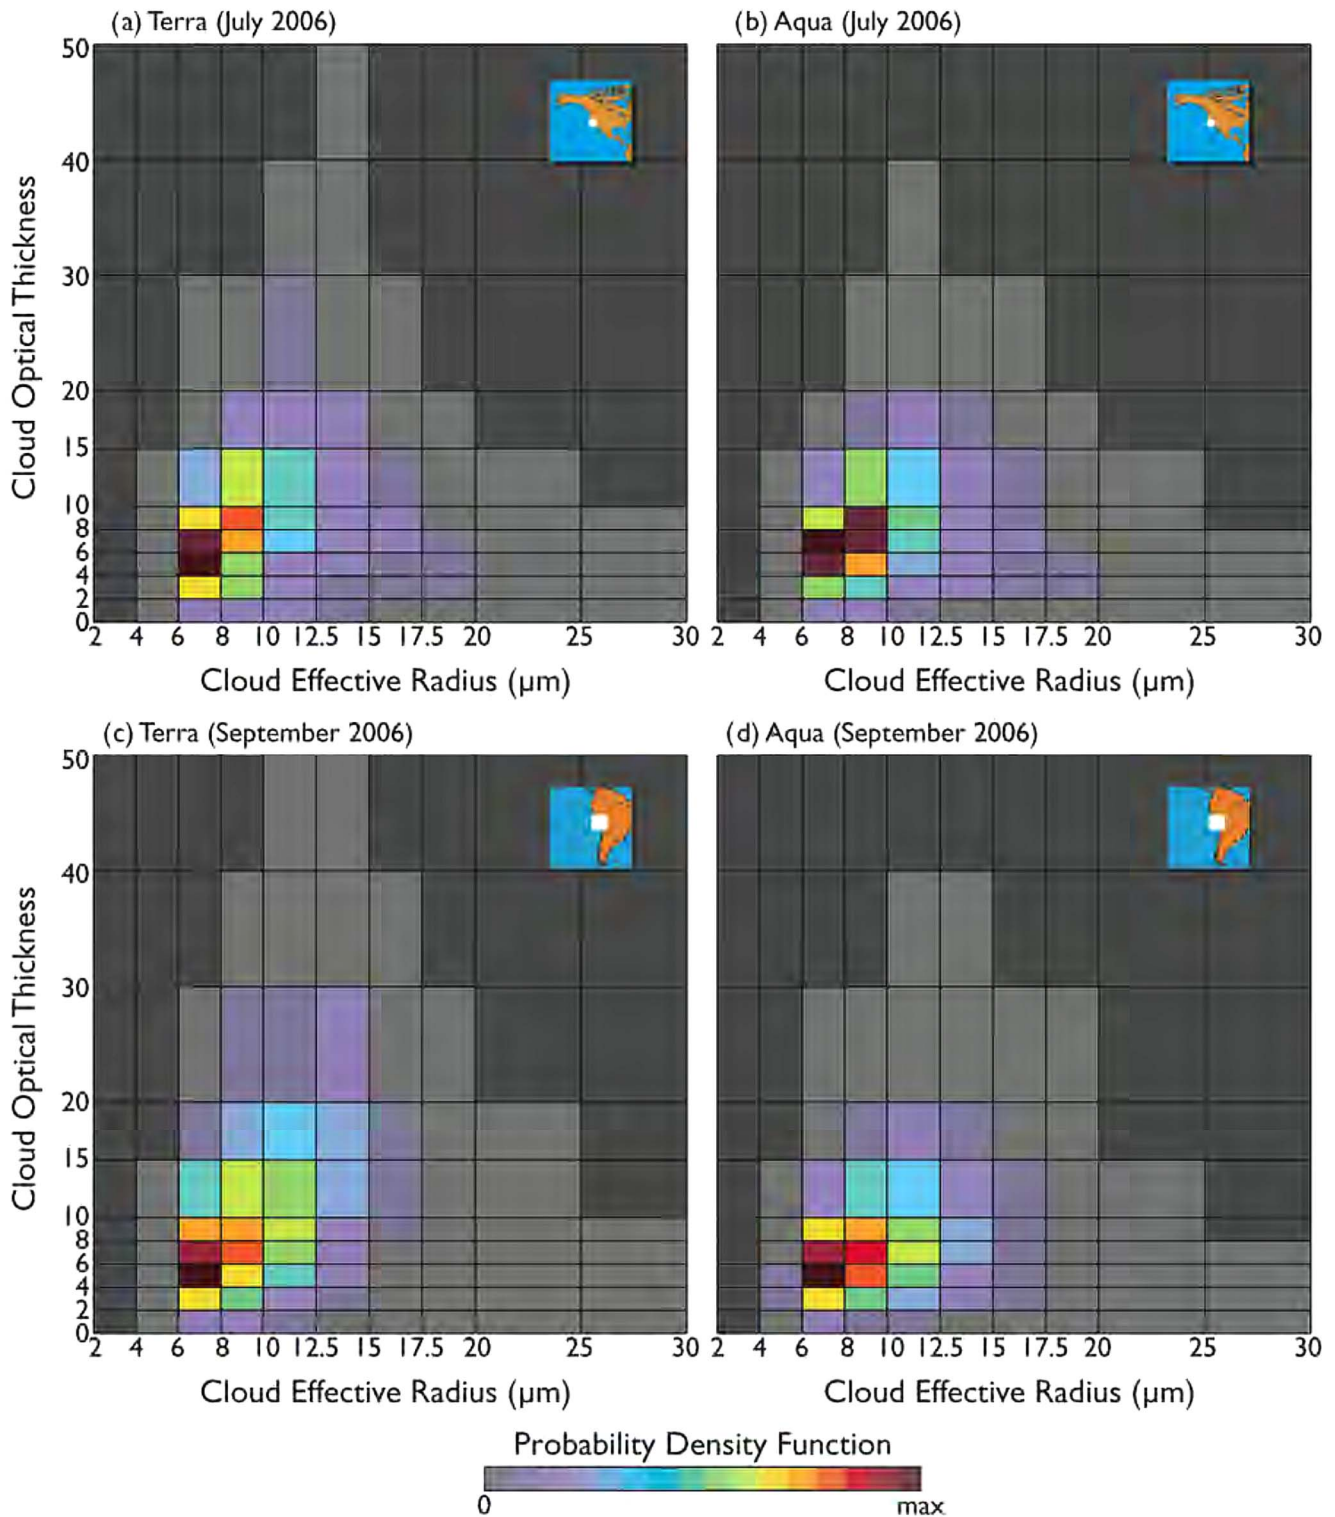 (a) Terra (July 2006)
(b) Aqua (July 2006)
50
40
30
20
15
10
8
6
4
2
0
Cloud Optical Thickness
2 4 6 8 10 12.5 15 17.5 20 25 30
2 4 6 8 10 12.5 15 17.5 20 25 30
Cloud Effective Radius (µm)
Cloud Effective Radius (µm)
(c) Terra (September 2006)
(d) Aqua (September 2006)
50
40
30
20
15
10
8
6
4
2
0
Cloud Optical Thickness
2 4 6 8 10 12.5 15 17.5 20 25 30
2 4 6 8 10 12.5 15 17.5 20 25 30
Cloud Effective Radius (µm)
Cloud Effective Radius (µm)
Probability Density Function
0 max